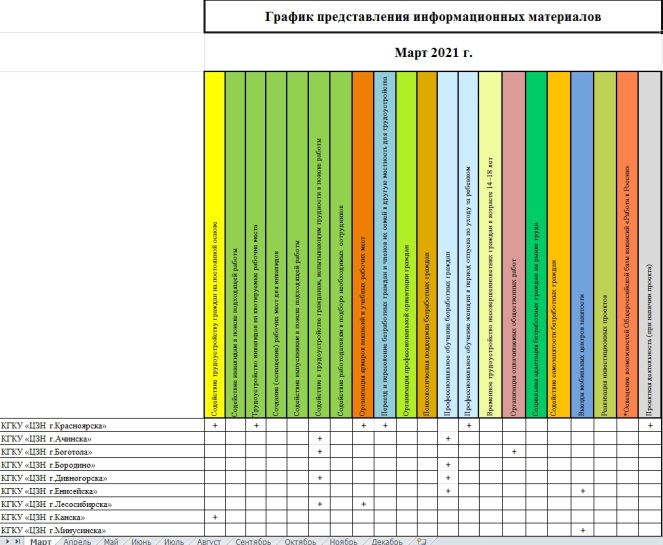 График представления информационных материалов
Март 2021 г.
Содействие трудоустройству граждан на постоянной основе
Содействие инвалидам в поиске подходящей работы
Трудоустройство инвалидов на квотируемые рабочие места
Создание (оснащение) рабочих мест для инвалидов
Содействие выпускникам в поиске подходящей работы
Содействие в трудоустройстве гражданам, испытывающим трудности в поиске работы
Содействие работодателям в подборе необходимых сотрудников
Организация ярмарок вакансий и учебных рабочих мест
Переезд и переселение безработных граждан и членов их семей в другую местность для трудоустройства
Организация профессиональной ориентации граждан
Психологическая поддержка безработных граждан
Профессиональное обучение безработных граждан
Профессиональное обучение женщин в период отпуска по уходу за ребенком
Временное трудоустройство несовершеннолетних граждан в возрасте 14–18 лет
Организация оплачиваемых общественных работ
Социальная адаптация безработных граждан на рынке труда
Содействие самозанятости безработных граждан
Выезды мобильных центров занятости
Реализация инвестиционных проектов
*Освещение возможностей Общероссийской базы вакансий «Работа в России»
Проектная деятельность (при наличии проекта)
КГКУ «ЦЗН г.Красноярска» + + + + + +
КГКУ «ЦЗН г.Ачинска» + +
КГКУ «ЦЗН г.Боготола» + +
КГКУ «ЦЗН г.Бородино» +
КГКУ «ЦЗН г.Дивногорска» + +
КГКУ «ЦЗН г.Енисейска» + +
КГКУ «ЦЗН г.Лесосибирска» + +
КГКУ «ЦЗН г.Канска» +
КГКУ «ЦЗН г.Минусинска» +
Март Апрель Май Июнь Июль Август Сентябрь Октябрь Ноябрь Декабрь